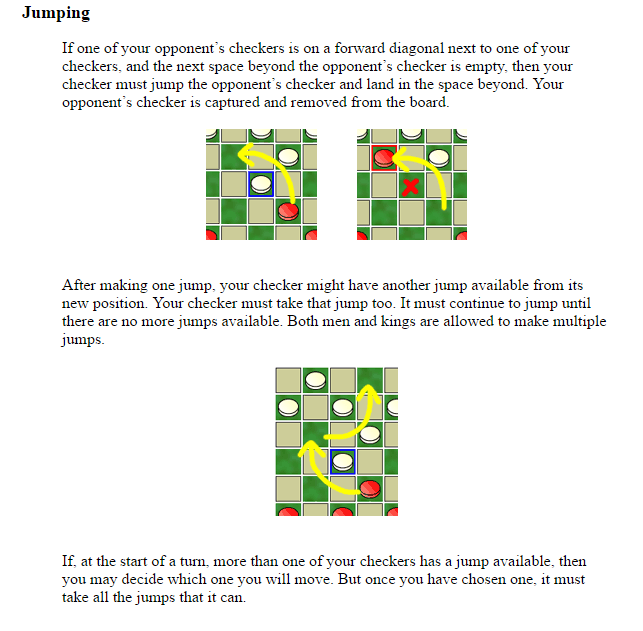 Jumping
If one of your opponent's checkers is on a forward diagonal next to one of your
checkers, and the next space beyond the opponent's checker is empty, then your
checker must jump the opponent's checker and land in the space beyond. Your
opponent's checker is captured and removed from the board.
After making one jump, your checker might have another jump available from its
new position. Your checker must take that jump too. It must continue to jump until
there are no more jumps available. Both men and kings are allowed to make multiple
jumps.
If, at the start of a turn, more than one of your checkers has a jump available, then
you may decide which one you will move. But once you have chosen one, it must
take all the jumps that it can.